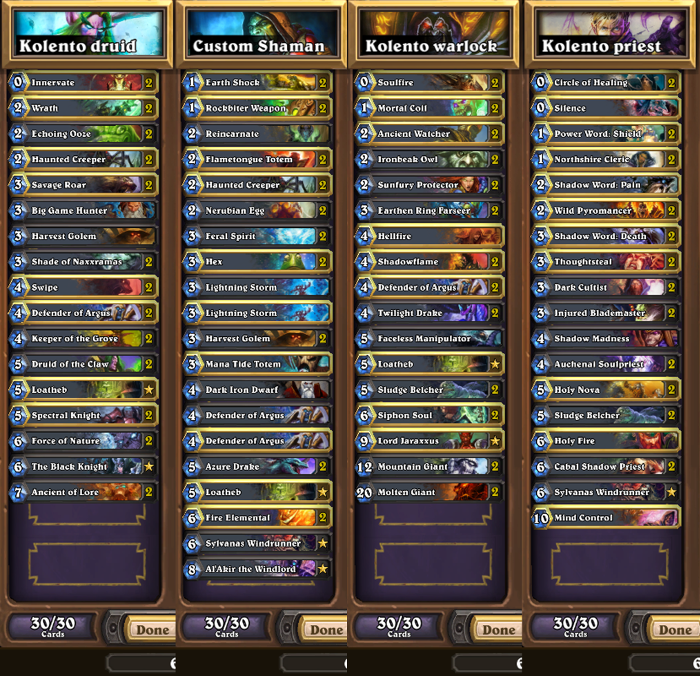 Kolento druid
0 Innervate 2
2 Wrath 2
2 Echoing Ooze 2
2 Haunted Creeper 2
3 Savage Roar 2
3 Big Game Hunter
3 Harvest Golem
3 Shade of Naxxramas 2
4 Swipe 2
4 Defender of Argus 2
4 Keeper of the Grove 2
5 Druid of the Claw 2
5 Loatheb ★
5 Spectral Knight 2
6 Force of Nature 2
6 The Black Knight ★
7 Ancient of Lore 2
30/30
Cards
Done
Custom Shaman
1 Earth Shock 2
1 Rockbiter Weapon 2
2 Reincarnate 2
2 Flametongue Totem 2
2 Haunted Creeper 2
2 Nerubian Egg 2
3 Feral Spirit 2
3 Hex 2
3 Lightning Storm
3 Lightning Storm
3 Harvest Golem
3 Mana Tide Totem
4 Dark Iron Dwarf
4 Defender of Argus
4 Defender of Argus
5 Azure Drake 2
5 Loatheb ★
6 Fire Elemental 2
6 Sylvanas Windrunner ★
8 Al'Akir the Windlord ★
30/30
Cards
Done
6
Kolento warlock
0 Soulfire 2
1 Mortal Coil 2
2 Ancient Watcher 2
2 Ironbeak Owl 2
2 Sunfury Protector 2
3 Earthen Ring Farseer 2
4 Hellfire
4 Shadowflame 2
4 Defender of Argus 2
4 Twilight Drake 2
5 Faceless Manipulator
5 Loatheb ★
5 Sludge Belcher 2
6 Siphon Soul 2
9 Lord Jaraxxus ★
12 Mountain Giant 2
20 Molten Giant 2
30/30
Cards
Done
6
Kolento priest
0 Circle of Healing 2
0 Silence 2
1 Power Word: Shield 2
1 Northshire Cleric 2
2 Shadow Word: Pain
2 Wild Pyromancer 2
3 Shadow Word: Death
3 Thoughtsteal 2
3 Dark Cultist 2
3 Injured Blademaster 2
4 Shadow Madness
4 Auchenai Soulpriest 2
5 Holy Nova 2
5 Sludge Belcher 2
6 Holy Fire
6 Cabal Shadow Priest 2
6 Sylvanas Windrunner ★
10 Mind Control
30/30
Cards
Done
6